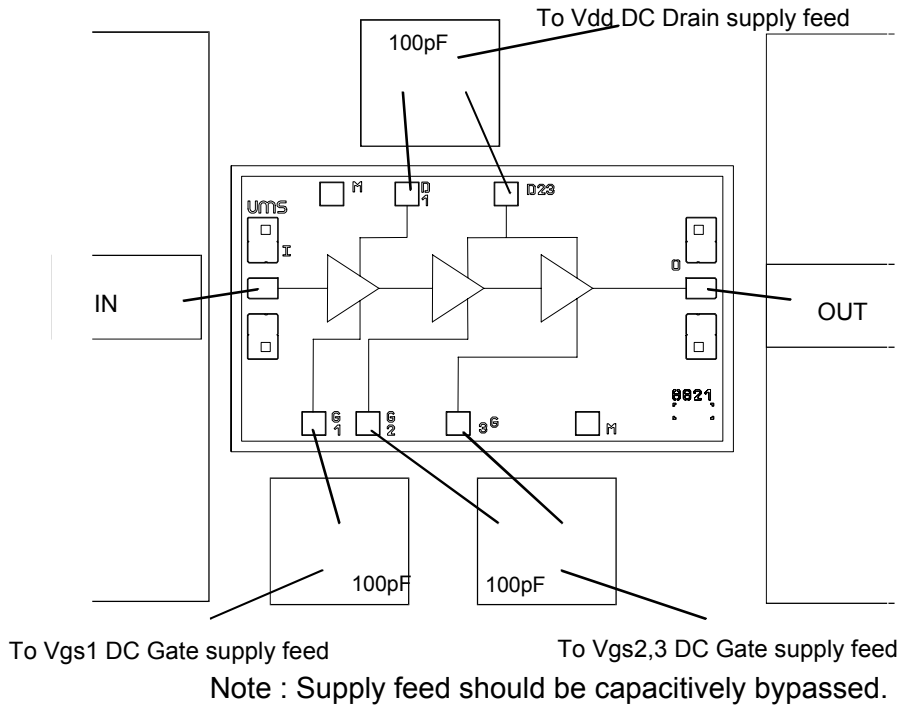 To Vdd DC Drain supply feed
100pF
M
D
1
D23
UMS
I
O
IN
OUT
G
1
G
2
3G
M
100pF
100pF
To Vgs1 DC Gate supply feed
To Vgs2,3 DC Gate supply feed
Note : Supply feed should be capacitively bypassed.